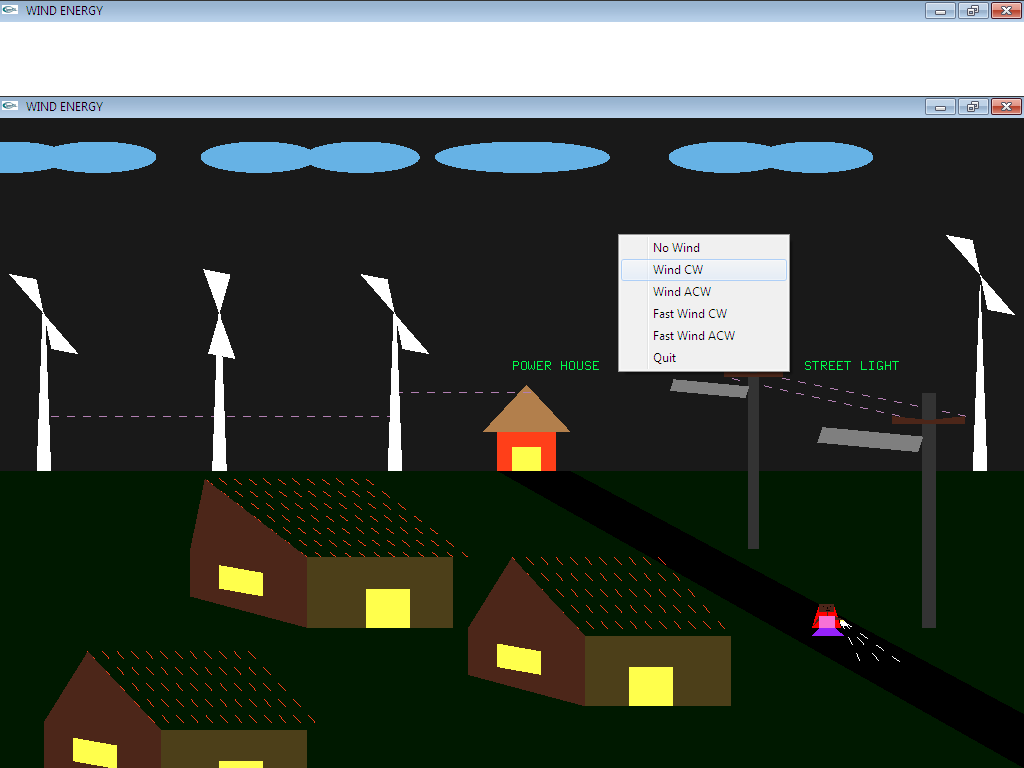 WIND ENERGY
WIND ENERGY
No Wind
Wind CW
Wind ACW
Fast Wind CW
Fast Wind ACW
Quit
POWER HOUSE
STREET LIGHT